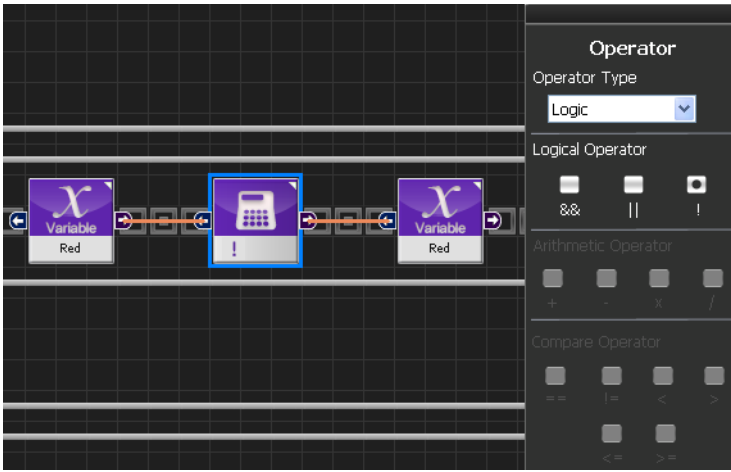 Operator
Operator Type
Logic
Logical Operator
&& || !
X X
Variable Variable
Red ! Red
Arithmetic Operator
+ - x /
Compare Operator
== != < >
<= >=